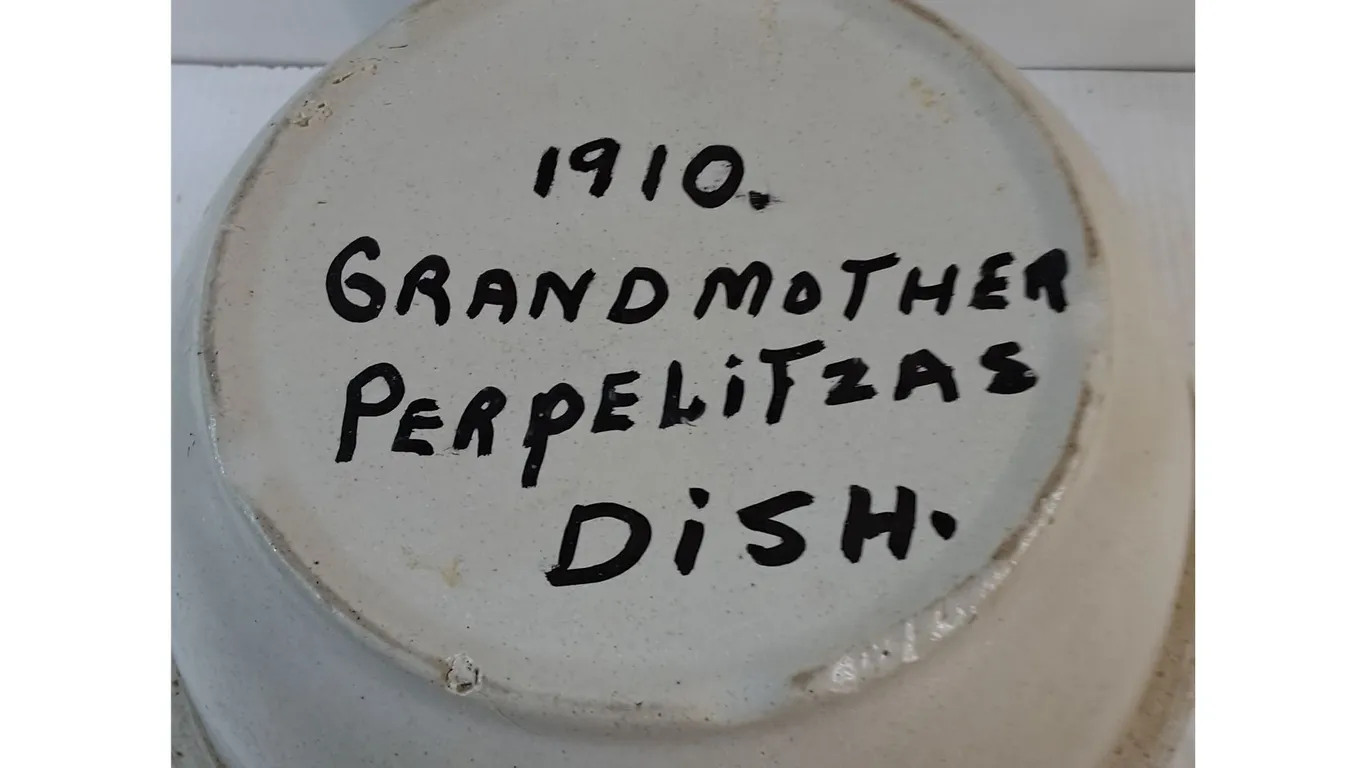 1910.
GRANDMOTHER
PERPELiTZAS
DiSH.